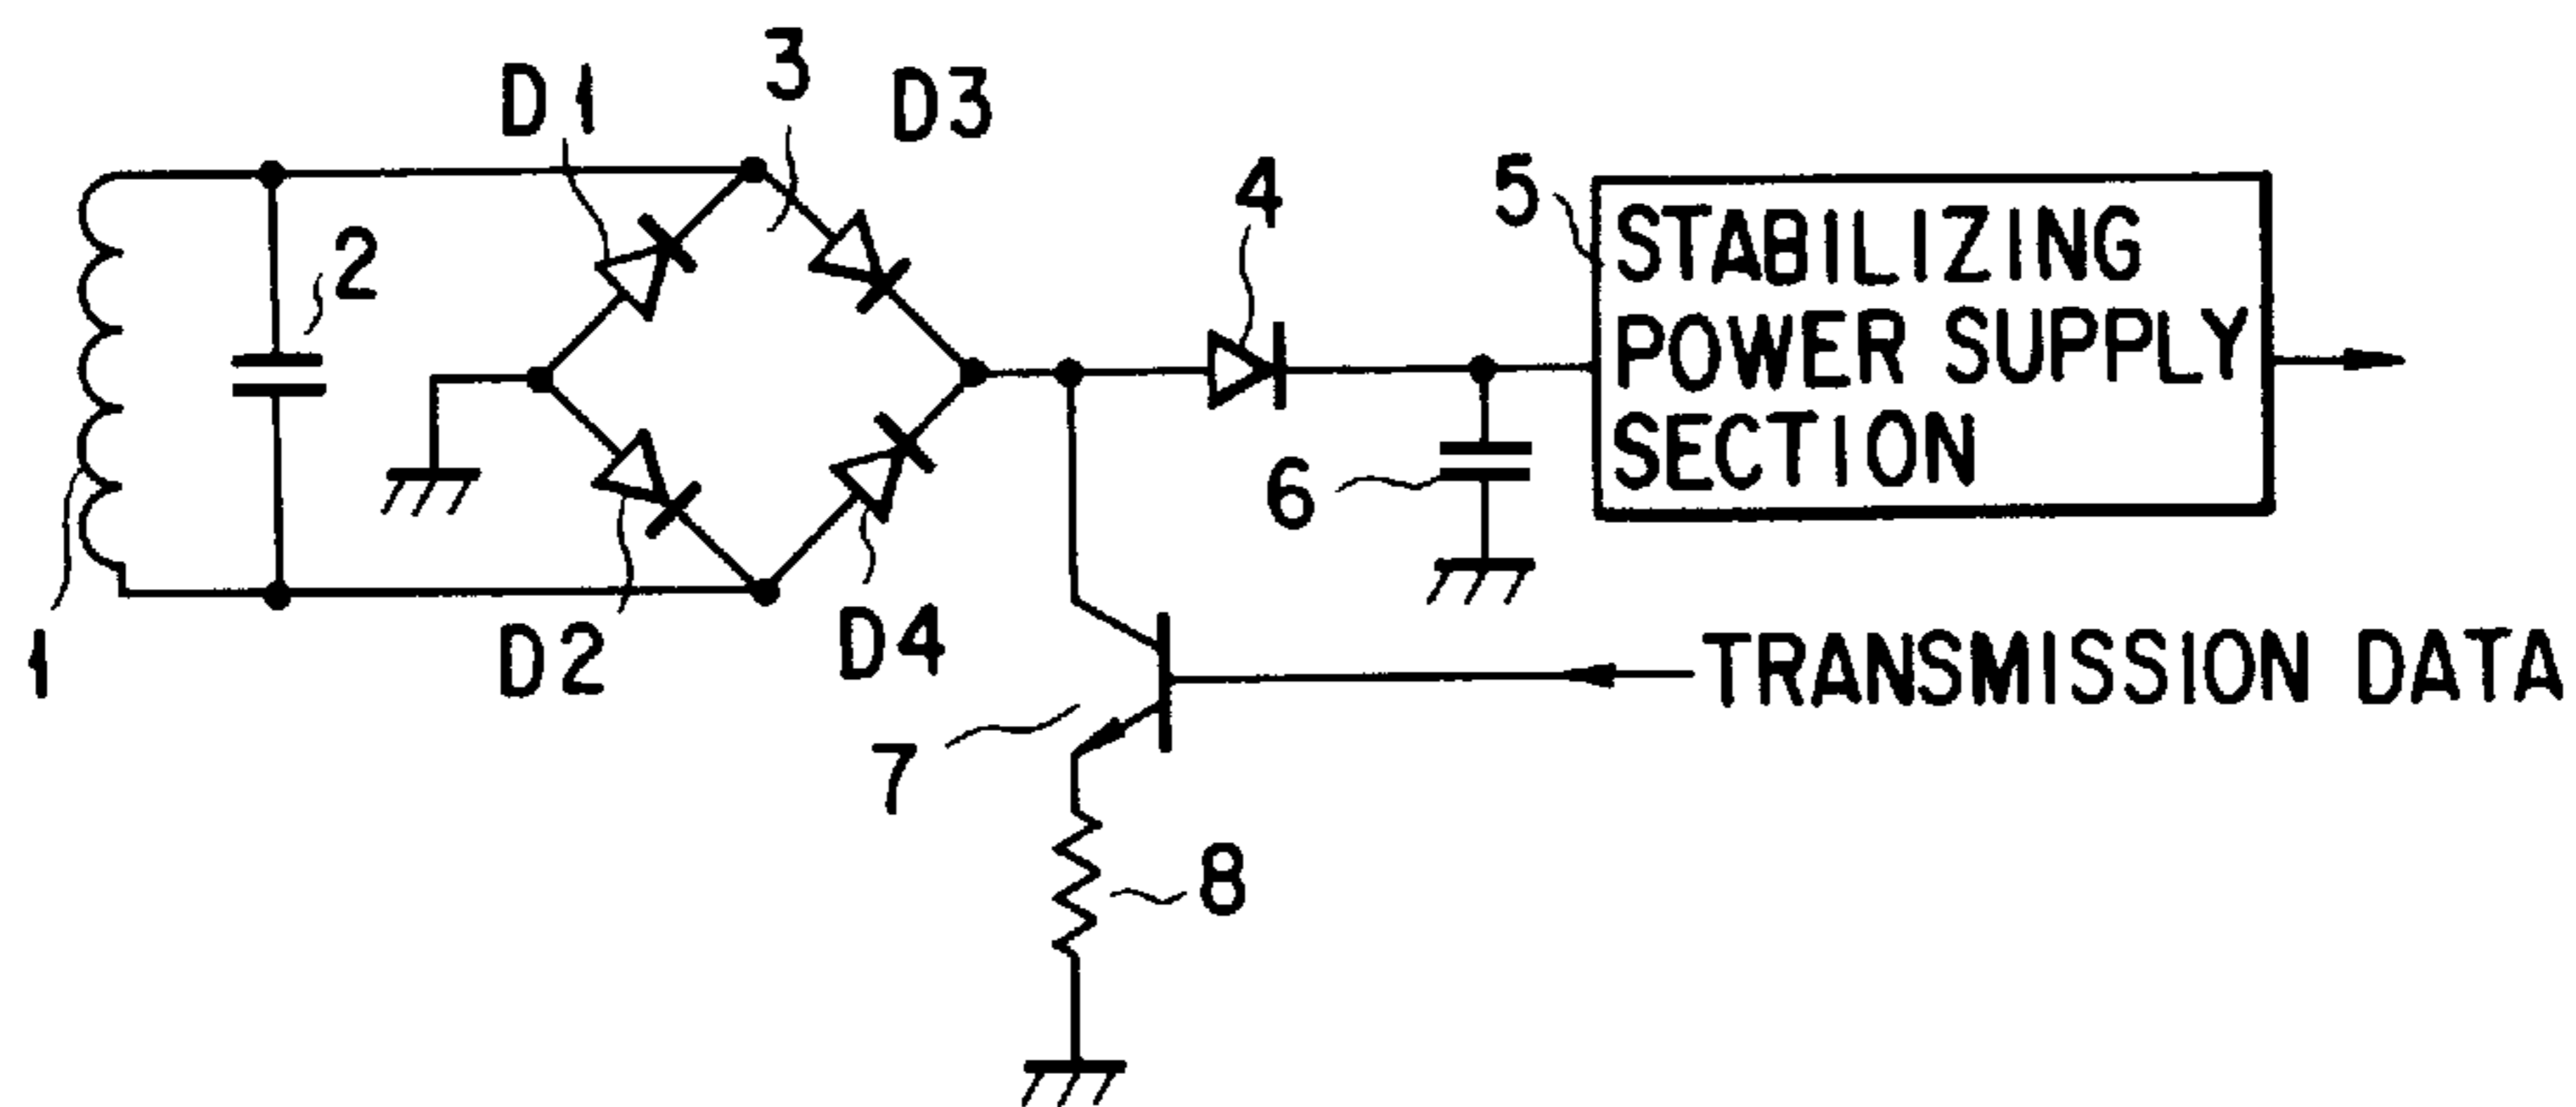 D1
3
D3
4
5
STABILIZING
POWER SUPPLY
SECTION
2
6
1
D2
D4
TRANSMISSION DATA
7
8